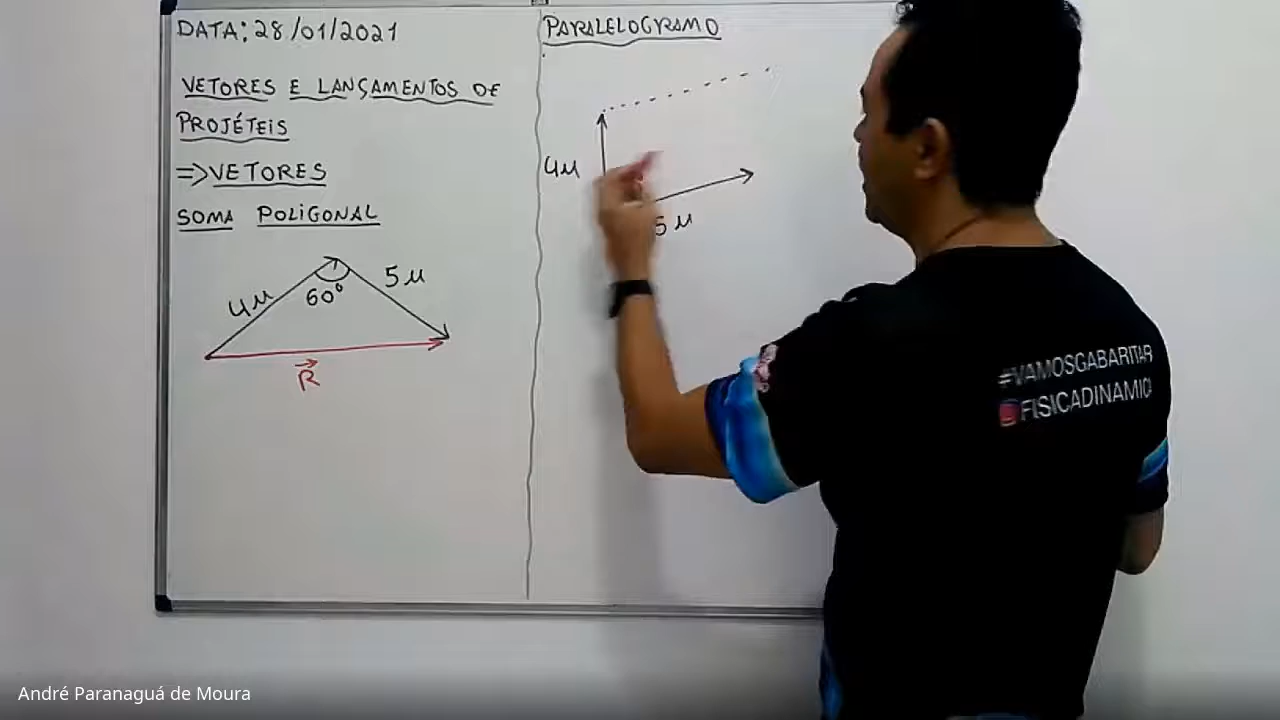 DATA: 28/01/2021
VETORES E LANÇAMENTOS DE
PROJÉTEIS
=> VETORES
SOMA POLIGONAL
4u
60°
5u
R
PARALELOGRAMO
4u
5u
#VAMOSGABARITAR
FISICADINAMICA
André Paranaguá de Moura